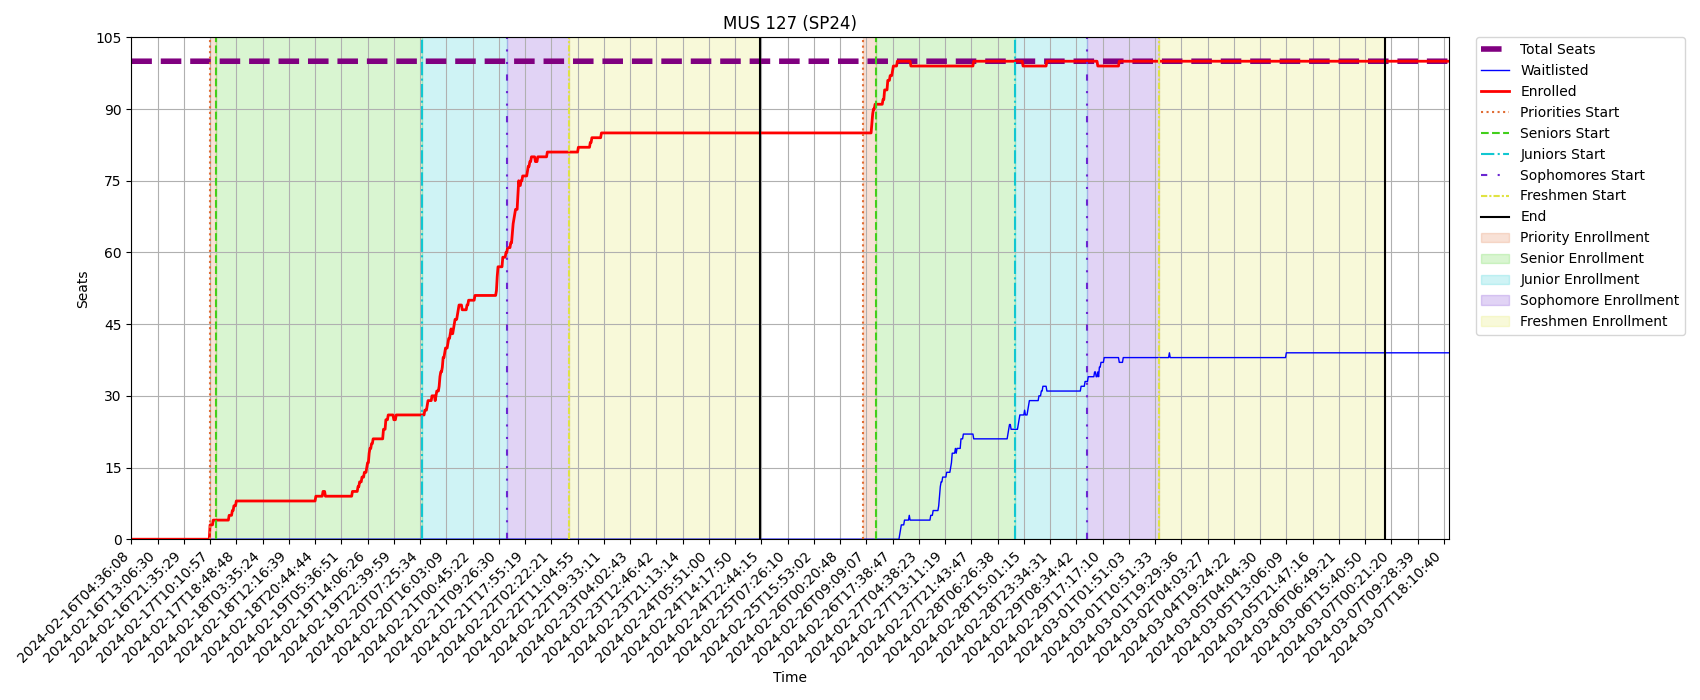 MUS 127 (SP24)
105
90
75
60
45
30
15
0
Seats
2024-02-16T04:36:08
2024-02-16T13:06:30
2024-02-16T21:35:29
2024-02-17T10:10:57
2024-02-17T18:48:48
2024-02-18T03:35:24
2024-02-18T12:16:39
2024-02-18T20:44:44
2024-02-19T05:36:51
2024-02-19T14:06:26
2024-02-19T22:39:59
2024-02-20T07:25:34
2024-02-20T16:03:09
2024-02-21T00:45:22
2024-02-21T09:26:30
2024-02-21T17:55:19
2024-02-22T02:22:21
2024-02-22T11:04:55
2024-02-22T19:33:11
2024-02-23T04:02:43
2024-02-23T12:46:42
2024-02-23T21:13:14
2024-02-24T05:51:00
2024-02-24T14:17:50
2024-02-24T22:44:15
2024-02-25T07:26:10
2024-02-25T15:53:02
2024-02-26T00:20:48
2024-02-26T09:09:07
2024-02-26T17:38:47
2024-02-27T04:38:23
2024-02-27T13:11:19
2024-02-27T21:43:47
2024-02-28T06:26:38
2024-02-28T15:01:15
2024-02-28T23:34:31
2024-02-29T08:34:42
2024-02-29T17:17:10
2024-03-01T01:51:03
2024-03-01T10:51:33
2024-03-01T19:29:36
2024-03-02T04:03:27
2024-03-04T19:24:22
2024-03-05T04:04:30
2024-03-05T13:06:09
2024-03-05T21:47:16
2024-03-06T06:49:21
2024-03-06T15:40:50
2024-03-07T00:21:20
2024-03-07T09:28:39
2024-03-07T18:10:40
Time
Total Seats
Waitlisted
Enrolled
Priorities Start
Seniors Start
Juniors Start
Sophomores Start
Freshmen Start
End
Priority Enrollment
Senior Enrollment
Junior Enrollment
Sophomore Enrollment
Freshmen Enrollment